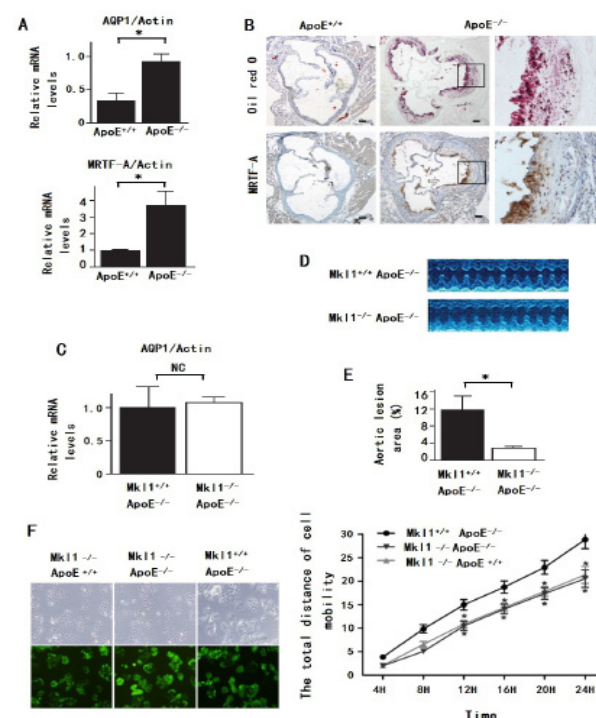 A
AQP1/Actin
*
Relative mRNA levels
1.0
0.5
0
ApoE+/+ ApoE-/-
MRTF-A/Actin
*
Relative mRNA levels
4
3
2
1
0
ApoE+/+ ApoE-/-
B
ApoE+/+ ApoE-/-
Oil red O
MRTF-A
D
Mkl1+/+ ApoE-/-
Mkl1-/- ApoE-/-
C
AQP1/Actin
NC
Relative mRNA levels
1.0
0.5
0.
Mkl1+/+ Mkl1-/-
ApoE-/- ApoE-/-
E
*
Aortic lesion area (%)
16
12
8
4
0
Mkl1+/+ Mkl1-/-
ApoE-/- ApoE-/-
F
Mkl1 -/- Mkl1 -/- Mkl1+/+
ApoE +/+ ApoE-/- ApoE-/-
The total distance of cell mobility
30
25
20
15
10
5
0
Mkl1+/+ ApoE-/-
Mkl1 -/- ApoE-/-
Mkl1 -/- ApoE +/+
4H 8H 12H 16H 20H 24H
Time